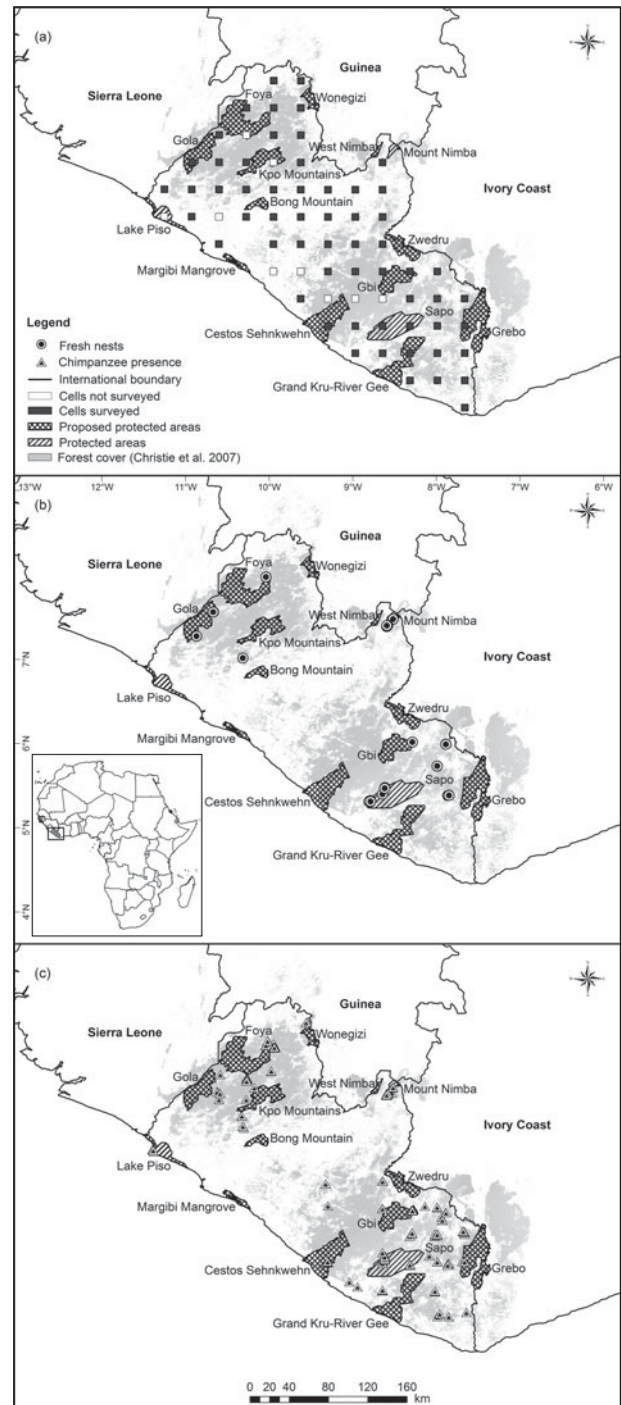 (a)
Guinea
Sierra Leone
Foya
Wonegizi
Gola
West Nimba
Mount Nimba
Kpo Mountains
Ivory Coast
Bong Mountain
Lake Piso
Zwedru
Margibi Mangrove
Gbi
Legend
Sapo
Cestos Sehnkwehn
Grebo
Fresh nests
Chimpanzee presence
International boundary
Grand Kru-River Gee
Cells not surveyed
Cells surveyed
Proposed protected areas
Protected areas
Forest cover (Christie et al. 2007)
13°W 12°W 11°W 10°W 9°W 8°W 7°W 6°W
(b)
Guinea
Sierra Leone
Foya
Wonegizi
Gola
West Nimba
Mount Nimba
Kpo Mountains
7°N
Ivory Coast
Bong Mountain
Lake Piso
Zwedru
6°N
Margibi Mangrove
Gbi
Sapo
Cestos Sehnkwehn
Grebo
5°N
Grand Kru-River Gee
4°N
(c)
Guinea
Sierra Leone
Foya
Wonegizi
Gola
West Nimba
Mount Nimba
Kpo Mountains
Ivory Coast
Bong Mountain
Lake Piso
Zwedru
Margibi Mangrove
Gbi
Sapo
Cestos Sehnkwehn
Grebo
Grand Kru-River Gee
0 20 40 80 120 160
km